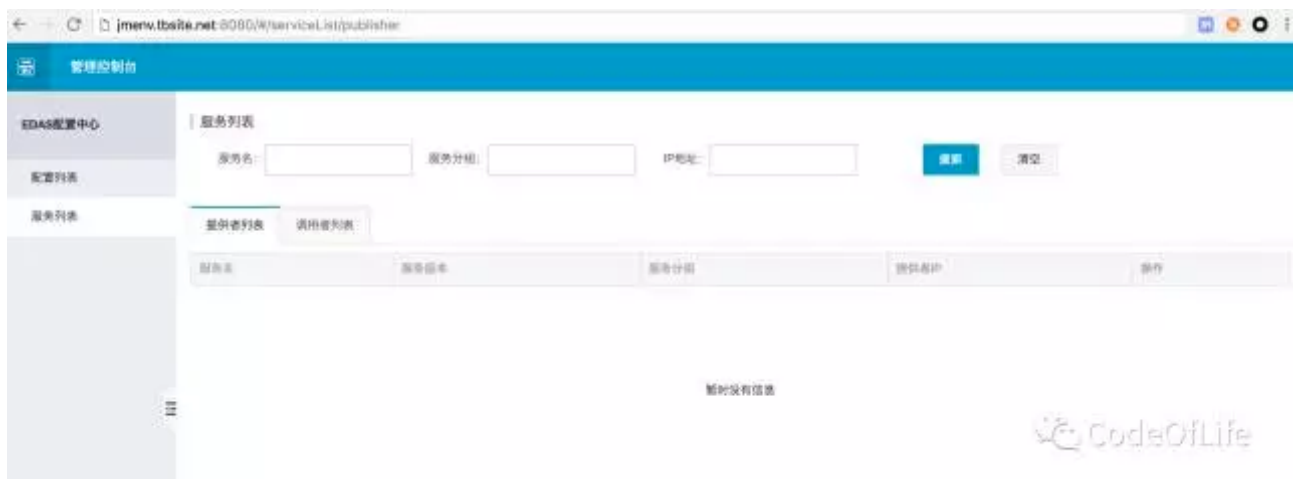 jmenv.tbsite.net:8080/#/serviceList/publisher
管理控制台
EDAS配置中心
配置列表
服务列表
服务列表
服务名:
服务分组:
IP地址:
搜索
清空
提供者列表
调用者列表
服务名
服务版本
服务分组
提供者IP
操作
暂时没有信息
CodeOfLife